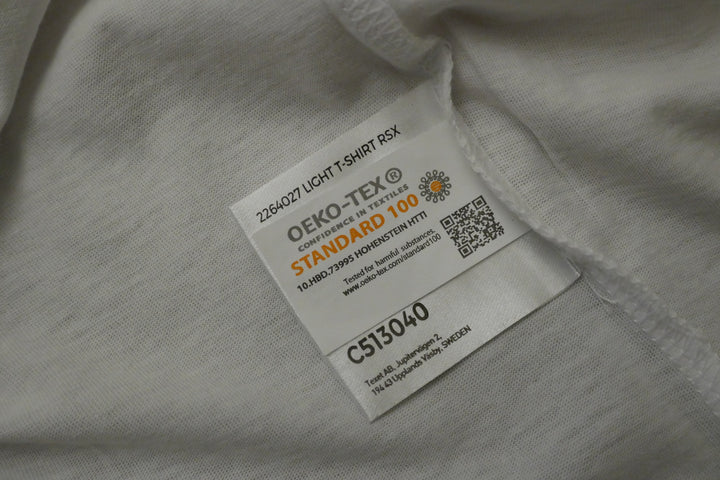 2264027 LIGHT T-SHIRT RSX
OEKO-TEX®
CONFIDENCE IN TEXTILES
STANDARD 100
10.HBD.73995 HOHENSTEIN HTTI
Tested for harmful substances.
www.oeko-tex.com/standard100
C513040
Texet AB, Jupitervägen 2,
194 43 Upplands Väsby, SWEDEN